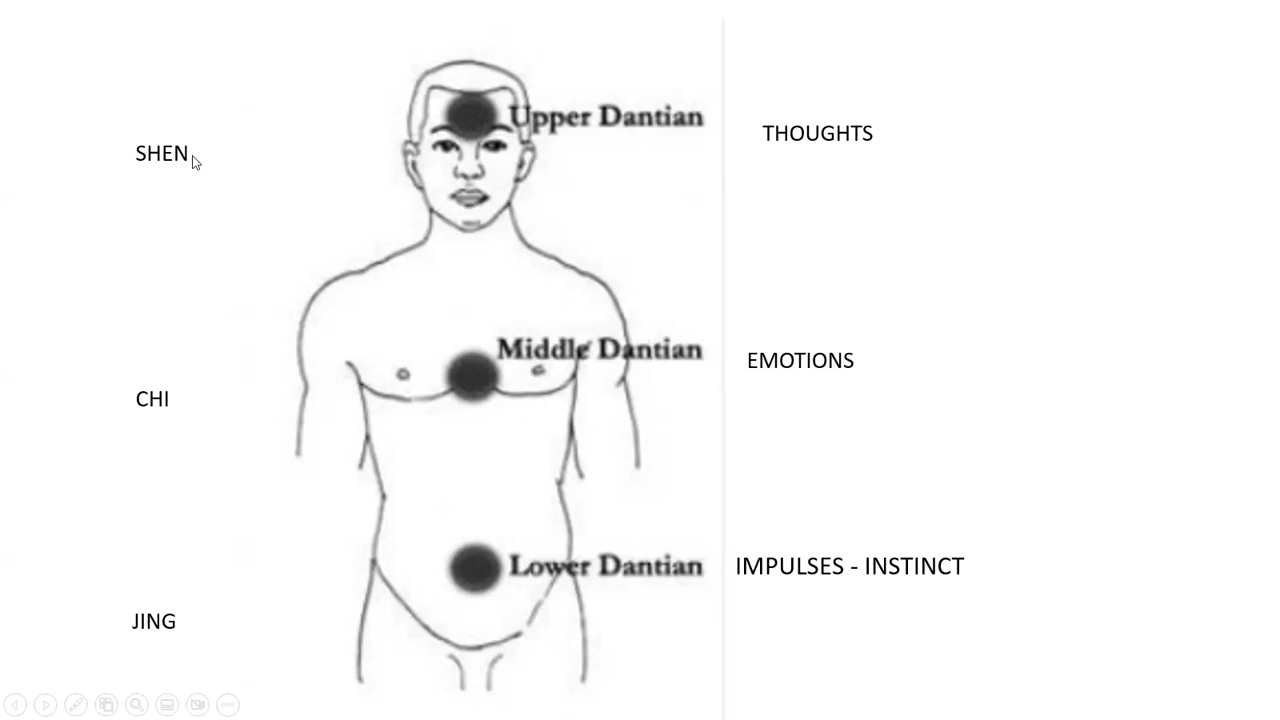 SHEN
Upper Dantian
THOUGHTS
CHI
Middle Dantian
EMOTIONS
JING
Lower Dantian
IMPULSES - INSTINCT